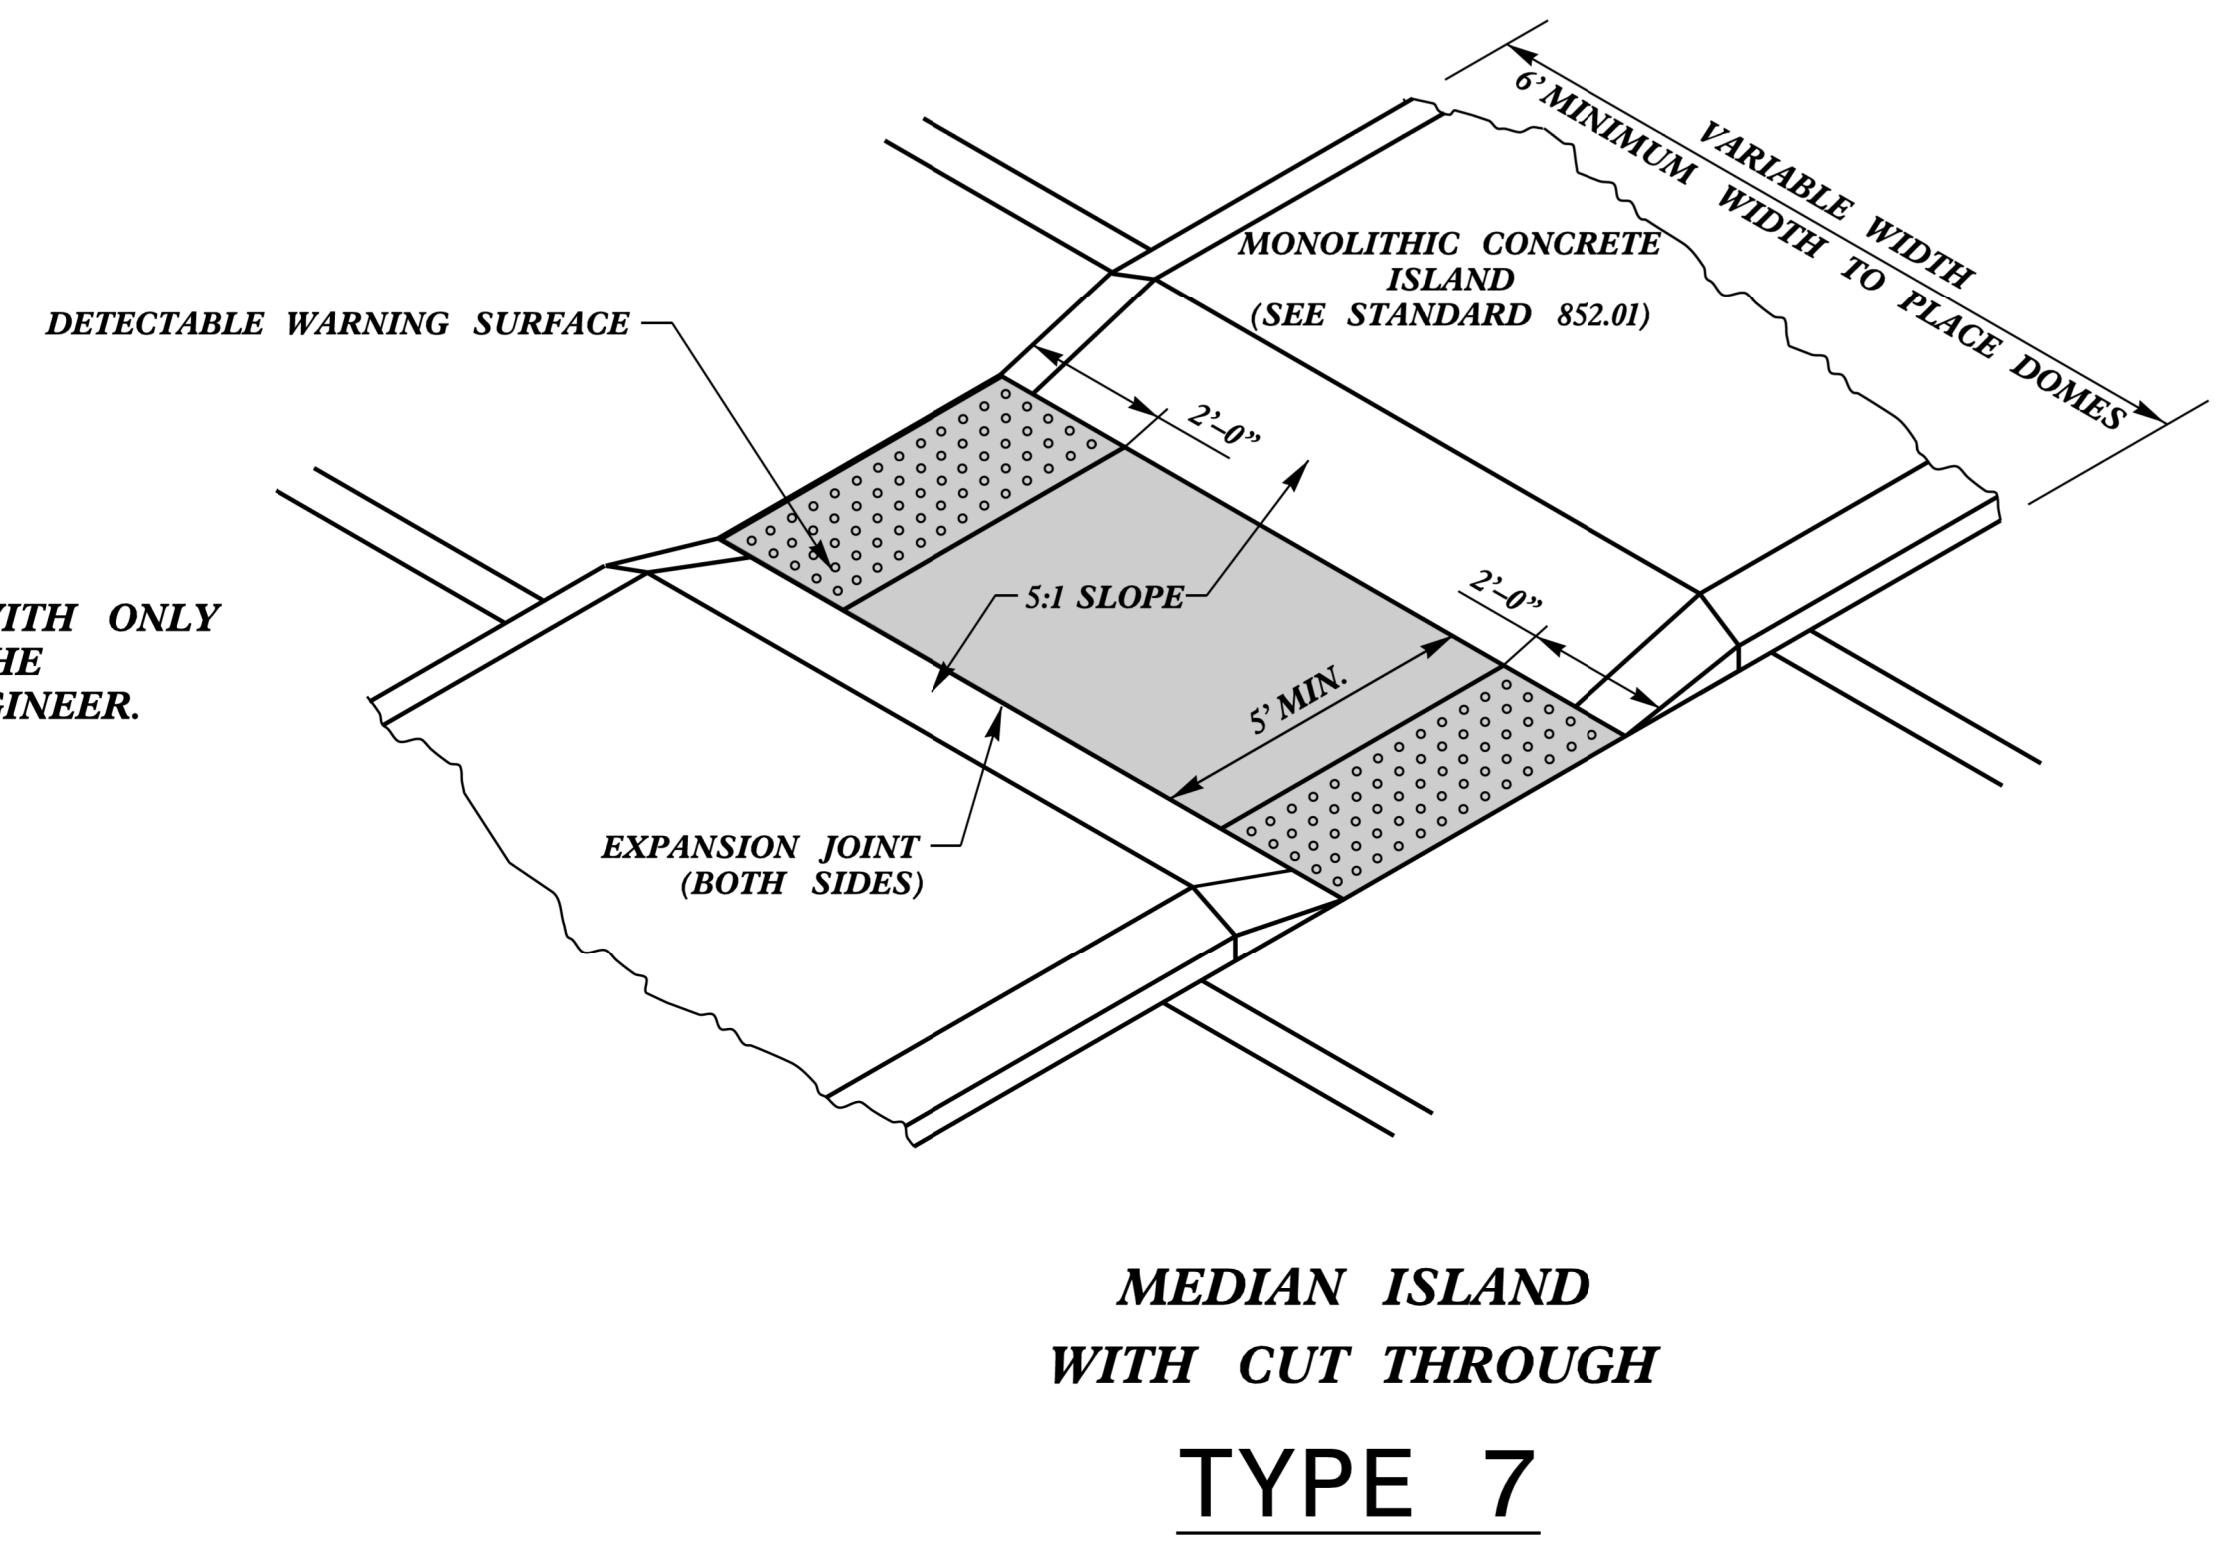 VARIABLE WIDTH
6' MINIMUM WIDTH TO PLACE DOMES
MONOLITHIC CONCRETE
ISLAND
(SEE STANDARD 852.01)
DETECTABLE WARNING SURFACE
2'-0"
5:1 SLOPE
2'-0"
5' MIN.
ITH ONLY
HE
GINEER.
EXPANSION JOINT
(BOTH SIDES)
MEDIAN ISLAND
WITH CUT THROUGH
TYPE 7